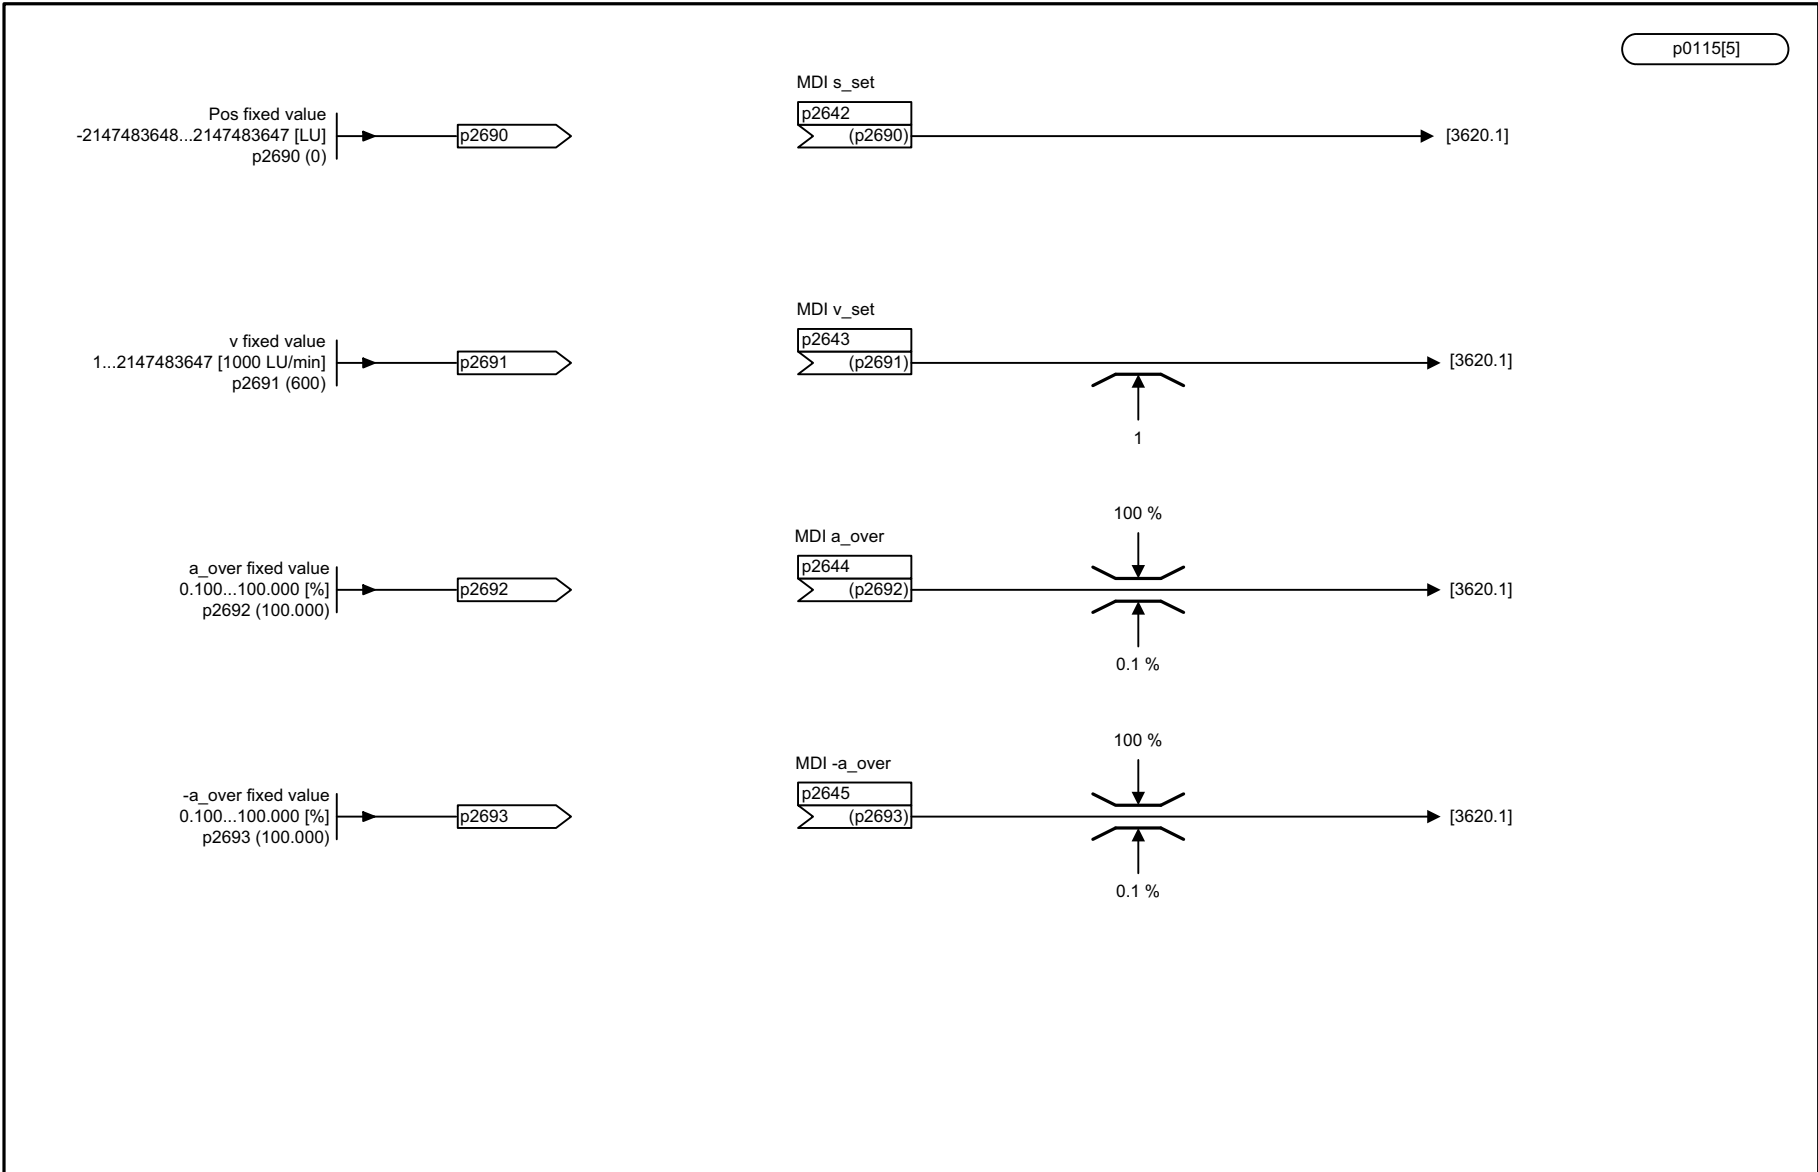 p0115[5]
Pos fixed value
-2147483648...2147483647 [LU]
p2690 (0)
p2690
MDI s_set
p2642
(p2690)
[3620.1]
v fixed value
1...2147483647 [1000 LU/min]
p2691 (600)
p2691
MDI v_set
p2643
(p2691)
[3620.1]
1
a_over fixed value
0.100...100.000 [%]
p2692 (100.000)
p2692
MDI a_over
p2644
(p2692)
100 %
0.1 %
[3620.1]
-a_over fixed value
0.100...100.000 [%]
p2693 (100.000)
p2693
MDI -a_over
p2645
(p2693)
100 %
0.1 %
[3620.1]